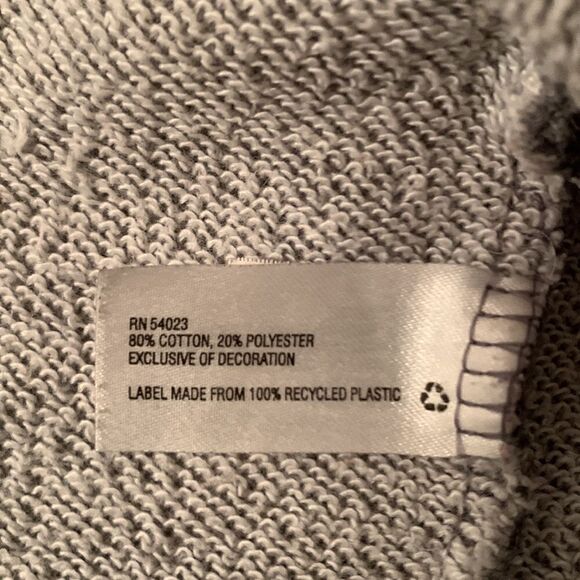 RN 54023
80% COTTON, 20% POLYESTER
EXCLUSIVE OF DECORATION
LABEL MADE FROM 100% RECYCLED PLASTIC